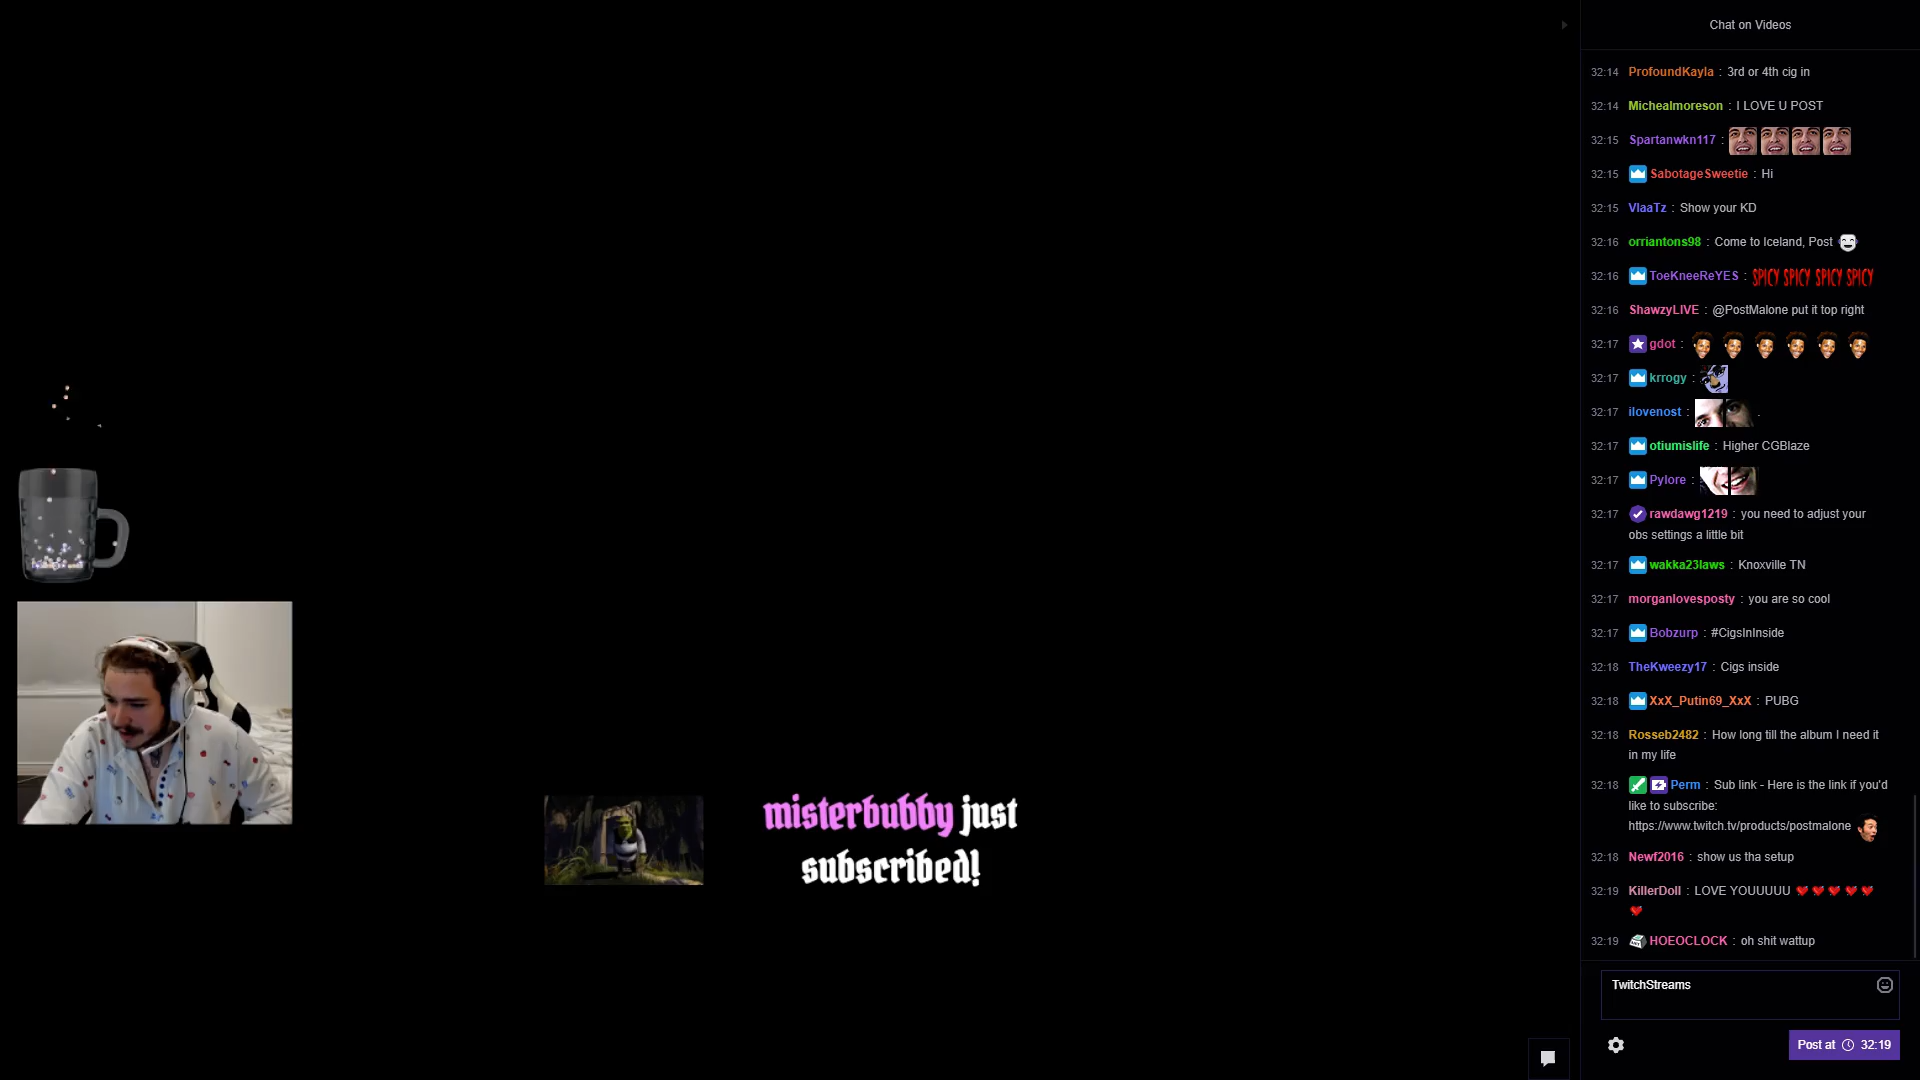 misterbubby just
subscribed!
Chat on Videos
32:14 ProfoundKayla : 3rd or 4th cig in
32:14 Michealmoreson : I LOVE U POST
32:15 Spartanwkn117 :
32:15 SabotageSweetie : Hi
32:15 VlaaTz : Show your KD
32:16 orriantons98 : Come to Iceland, Post
32:16 ToeKneeReYES : SPICY SPICY SPICY SPICY
32:16 ShawzyLIVE : @PostMalone put it top right
32:17 gdot :
32:17 krrogy :
32:17 ilovenost : .
32:17 otiumislife : Higher CGBlaze
32:17 Pylore :
32:17 rawdawg1219 : you need to adjust your
obs settings a little bit
32:17 wakka23laws : Knoxville TN
32:17 morganlovesposty : you are so cool
32:17 Bobzurp : #CigsInInside
32:18 TheKweezy17 : Cigs inside
32:18 XxX_Putin69_XxX : PUBG
32:18 Rosseb2482 : How long till the album I need it
in my life
32:18 Perm : Sub link - Here is the link if you'd
like to subscribe:
https://www.twitch.tv/products/postmalone
32:18 Newf2016 : show us tha setup
32:19 KillerDoll : LOVE YOUUUUU
32:19 HOEOCLOCK : oh shit wattup
TwitchStreams
Post at 32:19